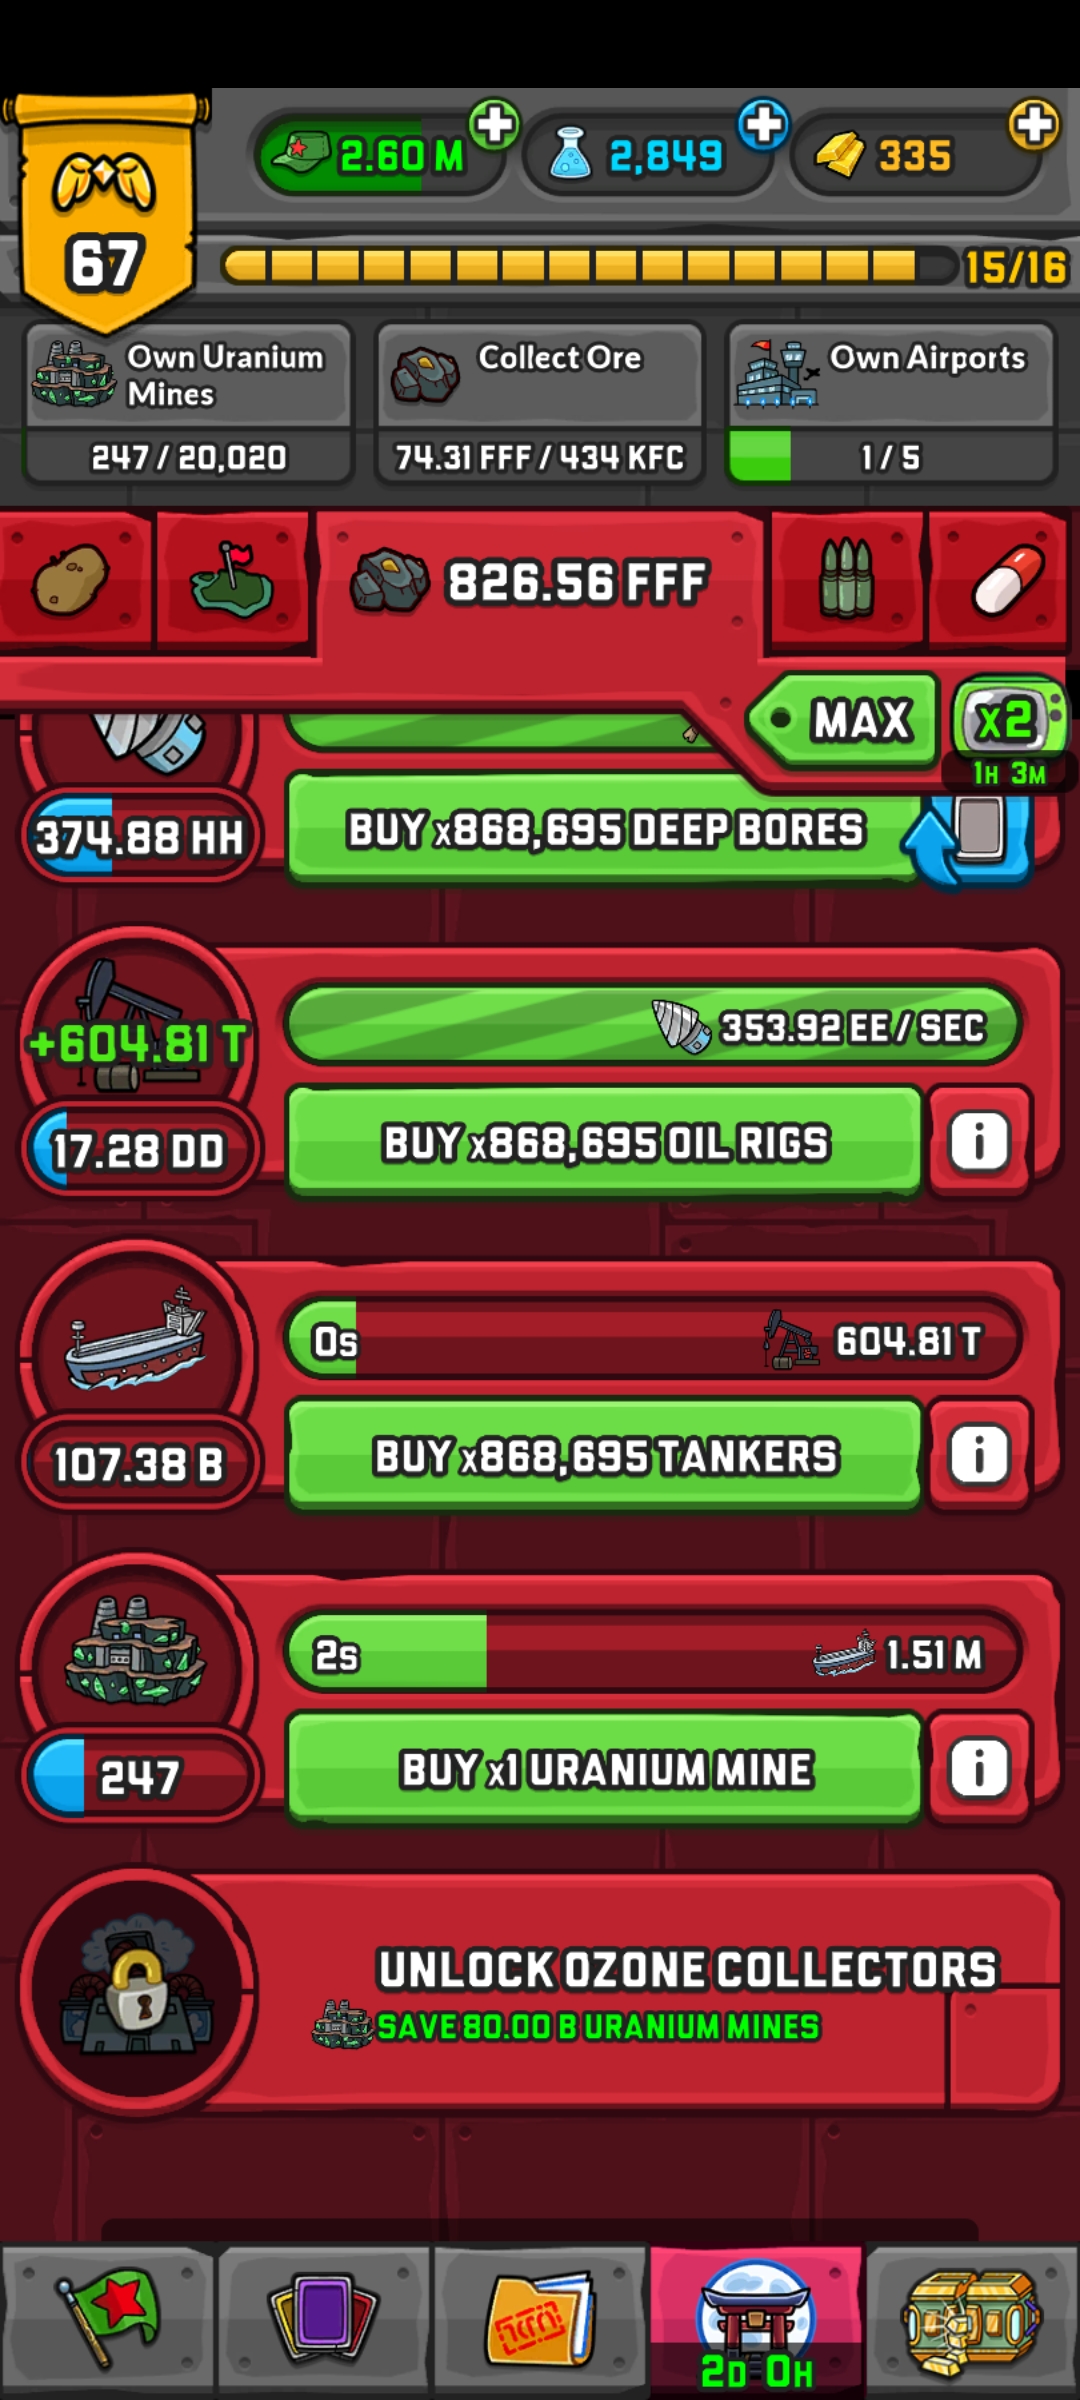 67
2.60 M
2,849
335
15/16
Own Uranium
Mines
247 / 20,020
Collect Ore
74.31 FFF / 434 KFC
Own Airports
1 / 5
826.56 FFF
MAX
x2
1H 3M
374.88 HH
BUY x868,695 DEEP BORES
+604.81 T
353.92 EE / SEC
17.28 DD
BUY x868,695 OIL RIGS
i
0s
604.81 T
107.38 B
BUY x868,695 TANKERS
i
2s
1.51 M
247
BUY x1 URANIUM MINE
i
UNLOCK OZONE COLLECTORS
SAVE 80.00 B URANIUM MINES
2D 0H